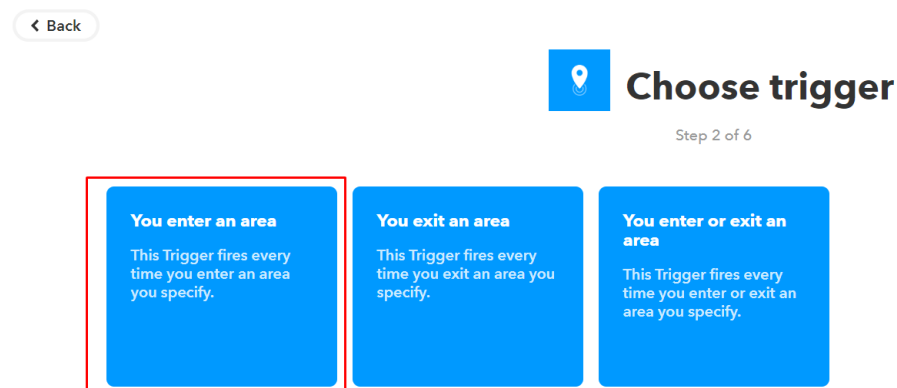 Back
Choose trigger
Step 2 of 6
You enter an area
This Trigger fires every
time you enter an area
you specify.
You exit an area
This Trigger fires every
time you exit an area you
specify.
You enter or exit an
area
This Trigger fires every
time you enter or exit an
area you specify.